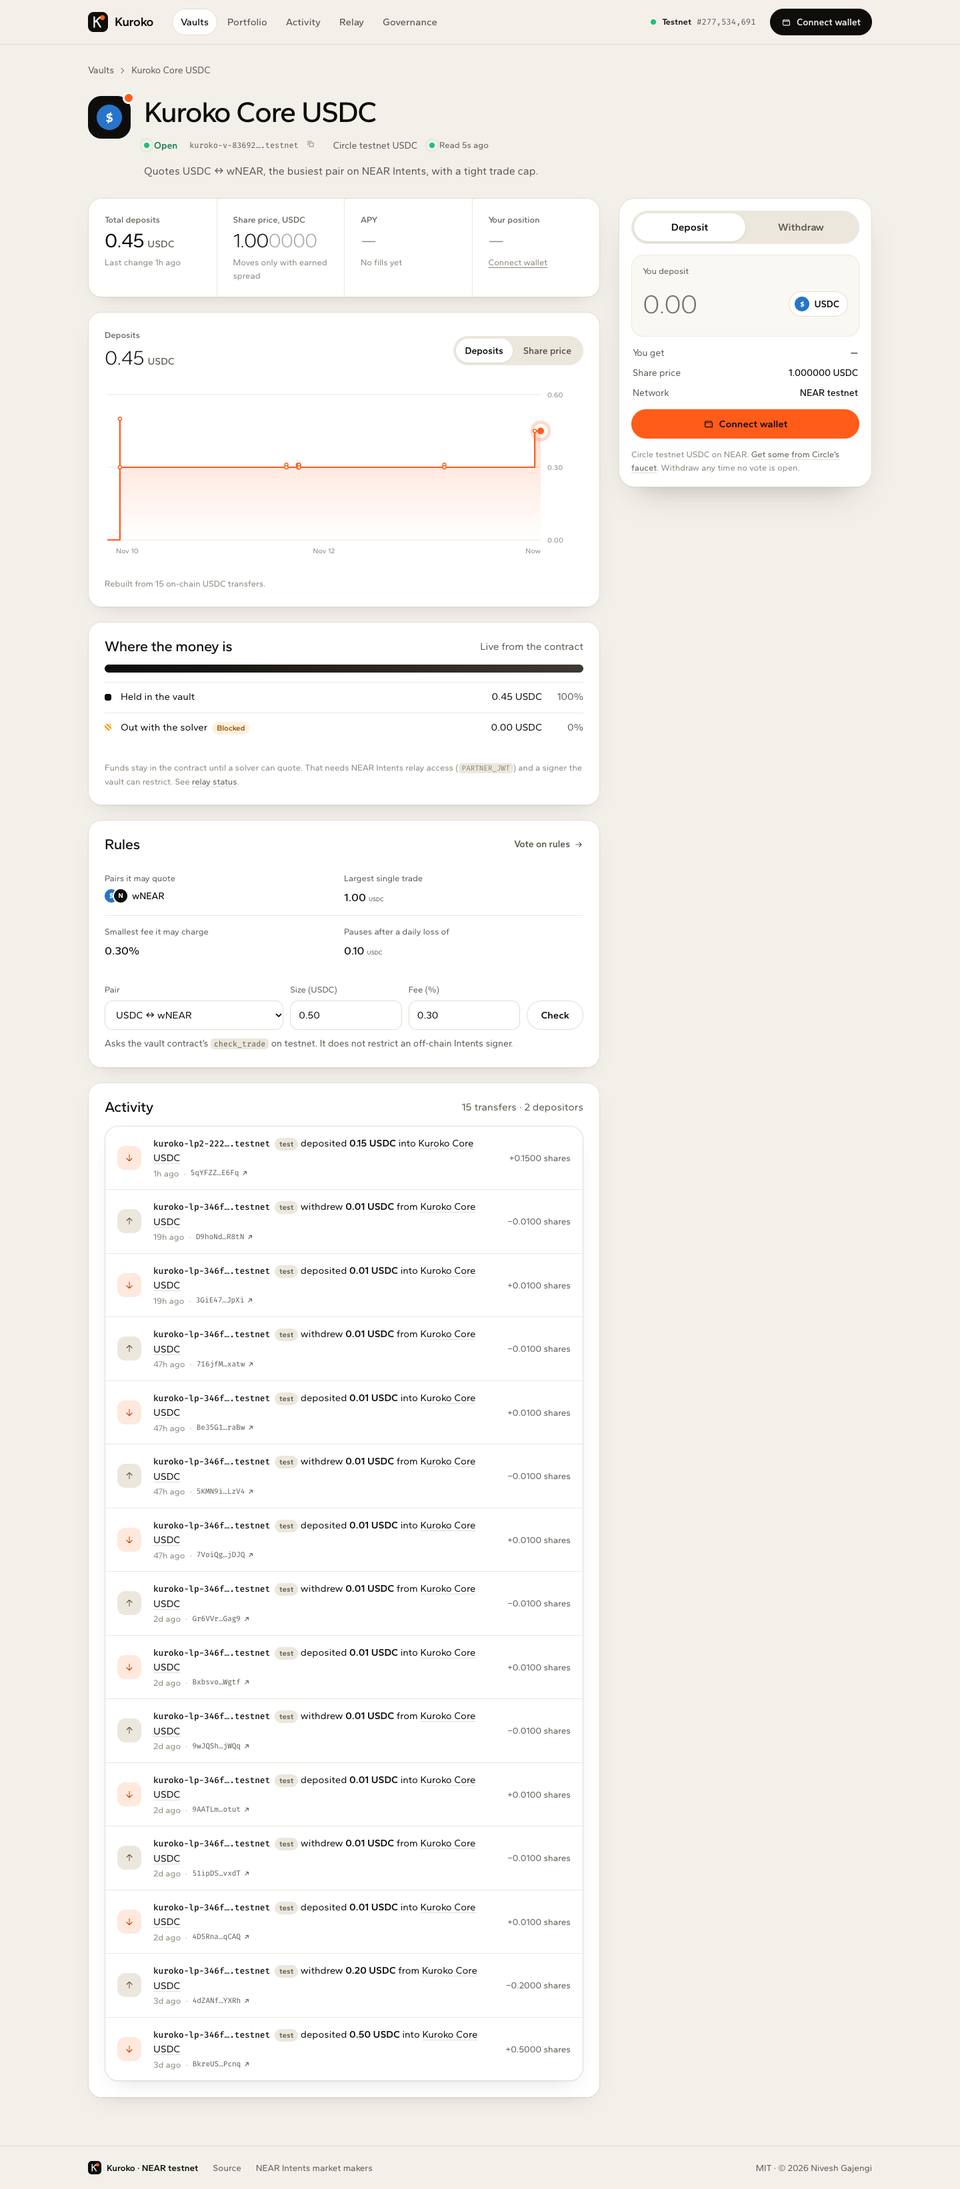 Kuroko
Vaults
Portfolio
Activity
Relay
Governance
Testnet #277,534,691
Connect wallet
Vaults > Kuroko Core USDC
$
Kuroko Core USDC
Open kuroko-v-83692….testnet Circle testnet USDC Read 5s ago
Quotes USDC ↔ wNEAR, the busiest pair on NEAR Intents, with a tight trade cap.
Total deposits
0.45 USDC
Last change 1h ago
Share price, USDC
1.000000
Moves only with earned
spread
APY
—
No fills yet
Your position
—
Connect wallet
Deposit
Withdraw
You deposit
0.00
$ USDC
You get —
Share price 1.000000 USDC
Network NEAR testnet
Connect wallet
Circle testnet USDC on NEAR. Get some from Circle's
faucet. Withdraw any time no vote is open.
Deposits
0.45 USDC
Deposits
Share price
0.60
0.30
0.00
Nov 10
Nov 12
Now
Rebuilt from 15 on-chain USDC transfers.
Where the money is
Live from the contract
Held in the vault 0.45 USDC 100%
Out with the solver Blocked 0.00 USDC 0%
Funds stay in the contract until a solver can quote. That needs NEAR Intents relay access (PARTNER_JWT) and a signer the
vault can restrict. See relay status.
Rules
Vote on rules →
Pairs it may quote
$ N wNEAR
Largest single trade
1.00 USDC
Smallest fee it may charge
0.30%
Pauses after a daily loss of
0.10 USDC
Pair
USDC ↔ wNEAR
Size (USDC)
0.50
Fee (%)
0.30
Check
Asks the vault contract's check_trade on testnet. It does not restrict an off-chain Intents signer.
Activity
15 transfers · 2 depositors
kuroko-lp2-222….testnet test deposited 0.15 USDC into Kuroko Core
USDC
+0.1500 shares
1h ago · 5qYFZZ…E6Fq ↗
kuroko-lp-346f….testnet test withdrew 0.01 USDC from Kuroko Core
USDC
−0.0100 shares
19h ago · D9hoNd…R8tN ↗
kuroko-lp-346f….testnet test deposited 0.01 USDC into Kuroko Core
USDC
+0.0100 shares
19h ago · 3GiE47…JpXi ↗
kuroko-lp-346f….testnet test withdrew 0.01 USDC from Kuroko Core
USDC
−0.0100 shares
47h ago · 716jfM…xatw ↗
kuroko-lp-346f….testnet test deposited 0.01 USDC into Kuroko Core
USDC
+0.0100 shares
47h ago · Be35G1…raBw ↗
kuroko-lp-346f….testnet test withdrew 0.01 USDC from Kuroko Core
USDC
−0.0100 shares
47h ago · 5KMN9i…LzV4 ↗
kuroko-lp-346f….testnet test deposited 0.01 USDC into Kuroko Core
USDC
+0.0100 shares
47h ago · 7VoiQg…jDJQ ↗
kuroko-lp-346f….testnet test withdrew 0.01 USDC from Kuroko Core
USDC
−0.0100 shares
2d ago · Gr6VVr…Gag9 ↗
kuroko-lp-346f….testnet test deposited 0.01 USDC into Kuroko Core
USDC
+0.0100 shares
2d ago · Bxbsvo…Wgtf ↗
kuroko-lp-346f….testnet test withdrew 0.01 USDC from Kuroko Core
USDC
−0.0100 shares
2d ago · 9wJQSh…jWQq ↗
kuroko-lp-346f….testnet test deposited 0.01 USDC into Kuroko Core
USDC
+0.0100 shares
2d ago · 9AATLm…otut ↗
kuroko-lp-346f….testnet test withdrew 0.01 USDC from Kuroko Core
USDC
−0.0100 shares
2d ago · 51ipDS…vxdT ↗
kuroko-lp-346f….testnet test deposited 0.01 USDC into Kuroko Core
USDC
+0.0100 shares
2d ago · 4DSRna…qCAQ ↗
kuroko-lp-346f….testnet test withdrew 0.20 USDC from Kuroko Core
USDC
−0.2000 shares
3d ago · 4dZANf…YXRh ↗
kuroko-lp-346f….testnet test deposited 0.50 USDC into Kuroko Core
USDC
+0.5000 shares
3d ago · BkreUS…Pcnq ↗
Kuroko · NEAR testnet
Source
NEAR Intents market makers
MIT · © 2026 Nivesh Gajengi